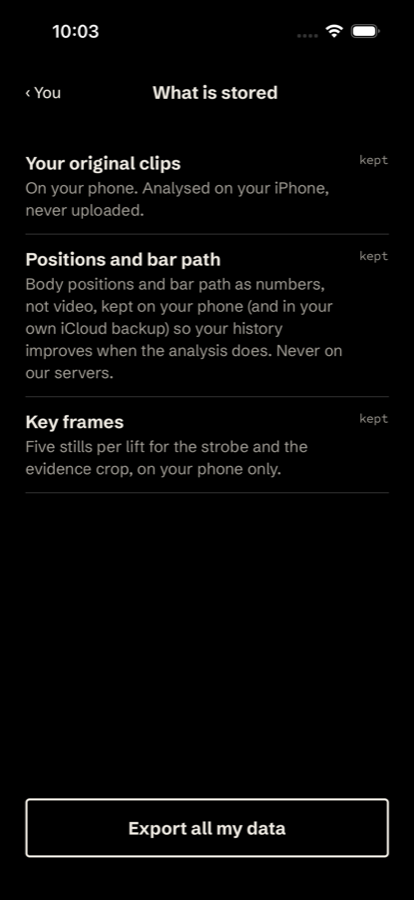 10:03
‹ You
What is stored
Your original clips
kept
On your phone. Analysed on your iPhone,
never uploaded.
Positions and bar path
kept
Body positions and bar path as numbers,
not video, kept on your phone (and in your
own iCloud backup) so your history
improves when the analysis does. Never on
our servers.
Key frames
kept
Five stills per lift for the strobe and the
evidence crop, on your phone only.
Export all my data